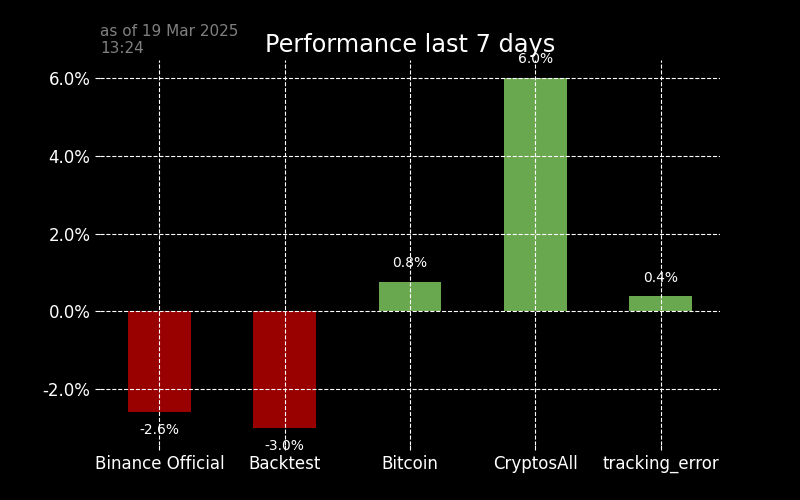 as of 19 Mar 2025
13:24
Performance last 7 days
6.0%
6.0%
4.0%
2.0%
0.8%
0.4%
0.0%
-2.0%
-2.6%
-3.0%
Binance Official
Backtest
Bitcoin
CryptosAll
tracking_error